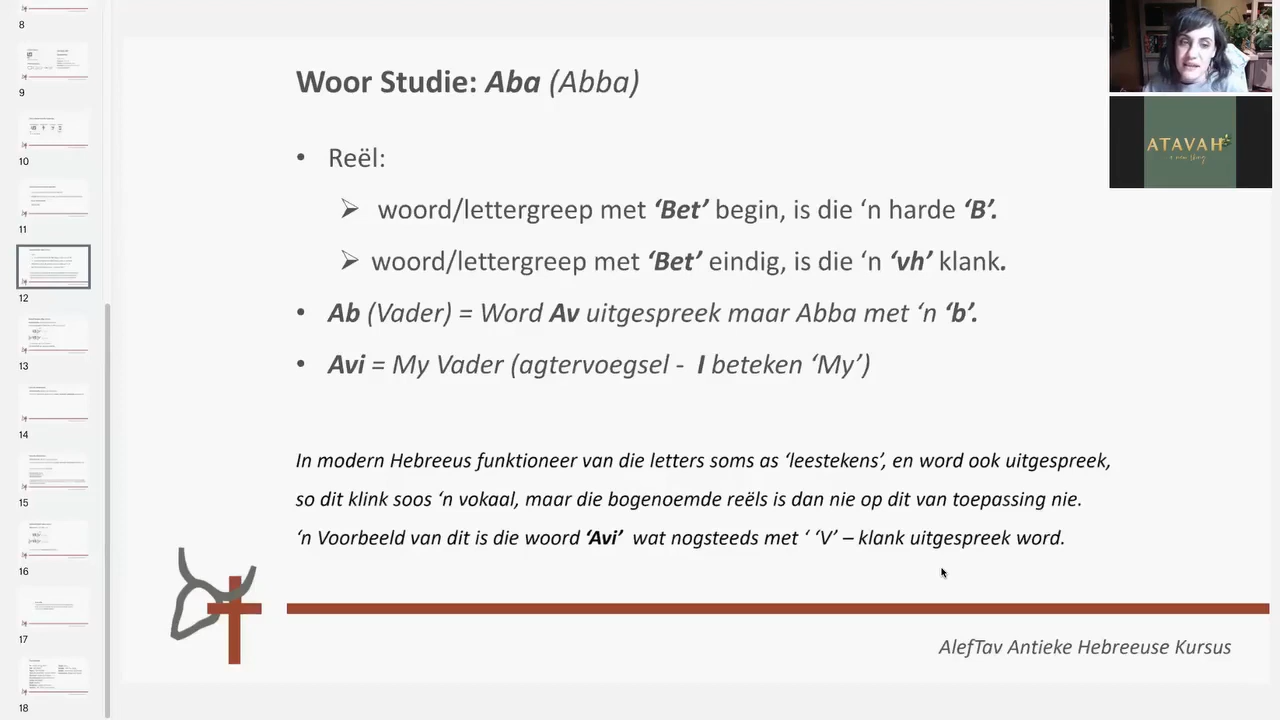 Woor Studie: Aba (Abba)
• Reël:
➢ woord/lettergreep met ‘Bet’ begin, is die ‘n harde ‘B’.
➢ woord/lettergreep met ‘Bet’ eindig, is die ‘n ‘vh’ klank.
• Ab (Vader) = Word Av uitgespreek maar Abba met ‘n ‘b’.
• Avi = My Vader (agtervoegsel - I beteken ‘My’)
In modern Hebreeus funktioneer van die letters soms as ‘leestekens’, en word ook uitgespreek,
so dit klink soos ‘n vokaal, maar die bogenoemde reëls is dan nie op dit van toepassing nie.
‘n Voorbeeld van dit is die woord ‘Avi’ wat nogsteeds met ‘ ‘V’ – klank uitgespreek word.
AlefTav Antieke Hebreeuse Kursus
ATAVAH
a new thing
8
9
10
11
12
13
14
15
16
17
18